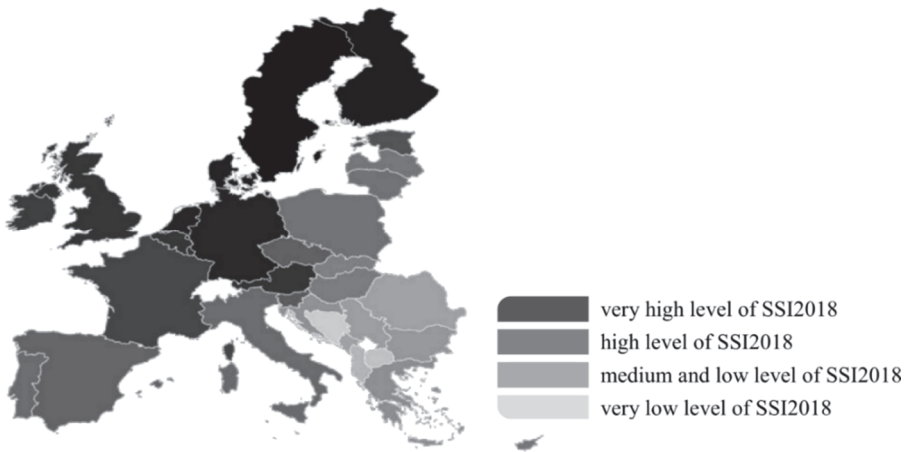 very high level of SSI2018
high level of SSI2018
medium and low level of SSI2018
very low level of SSI2018